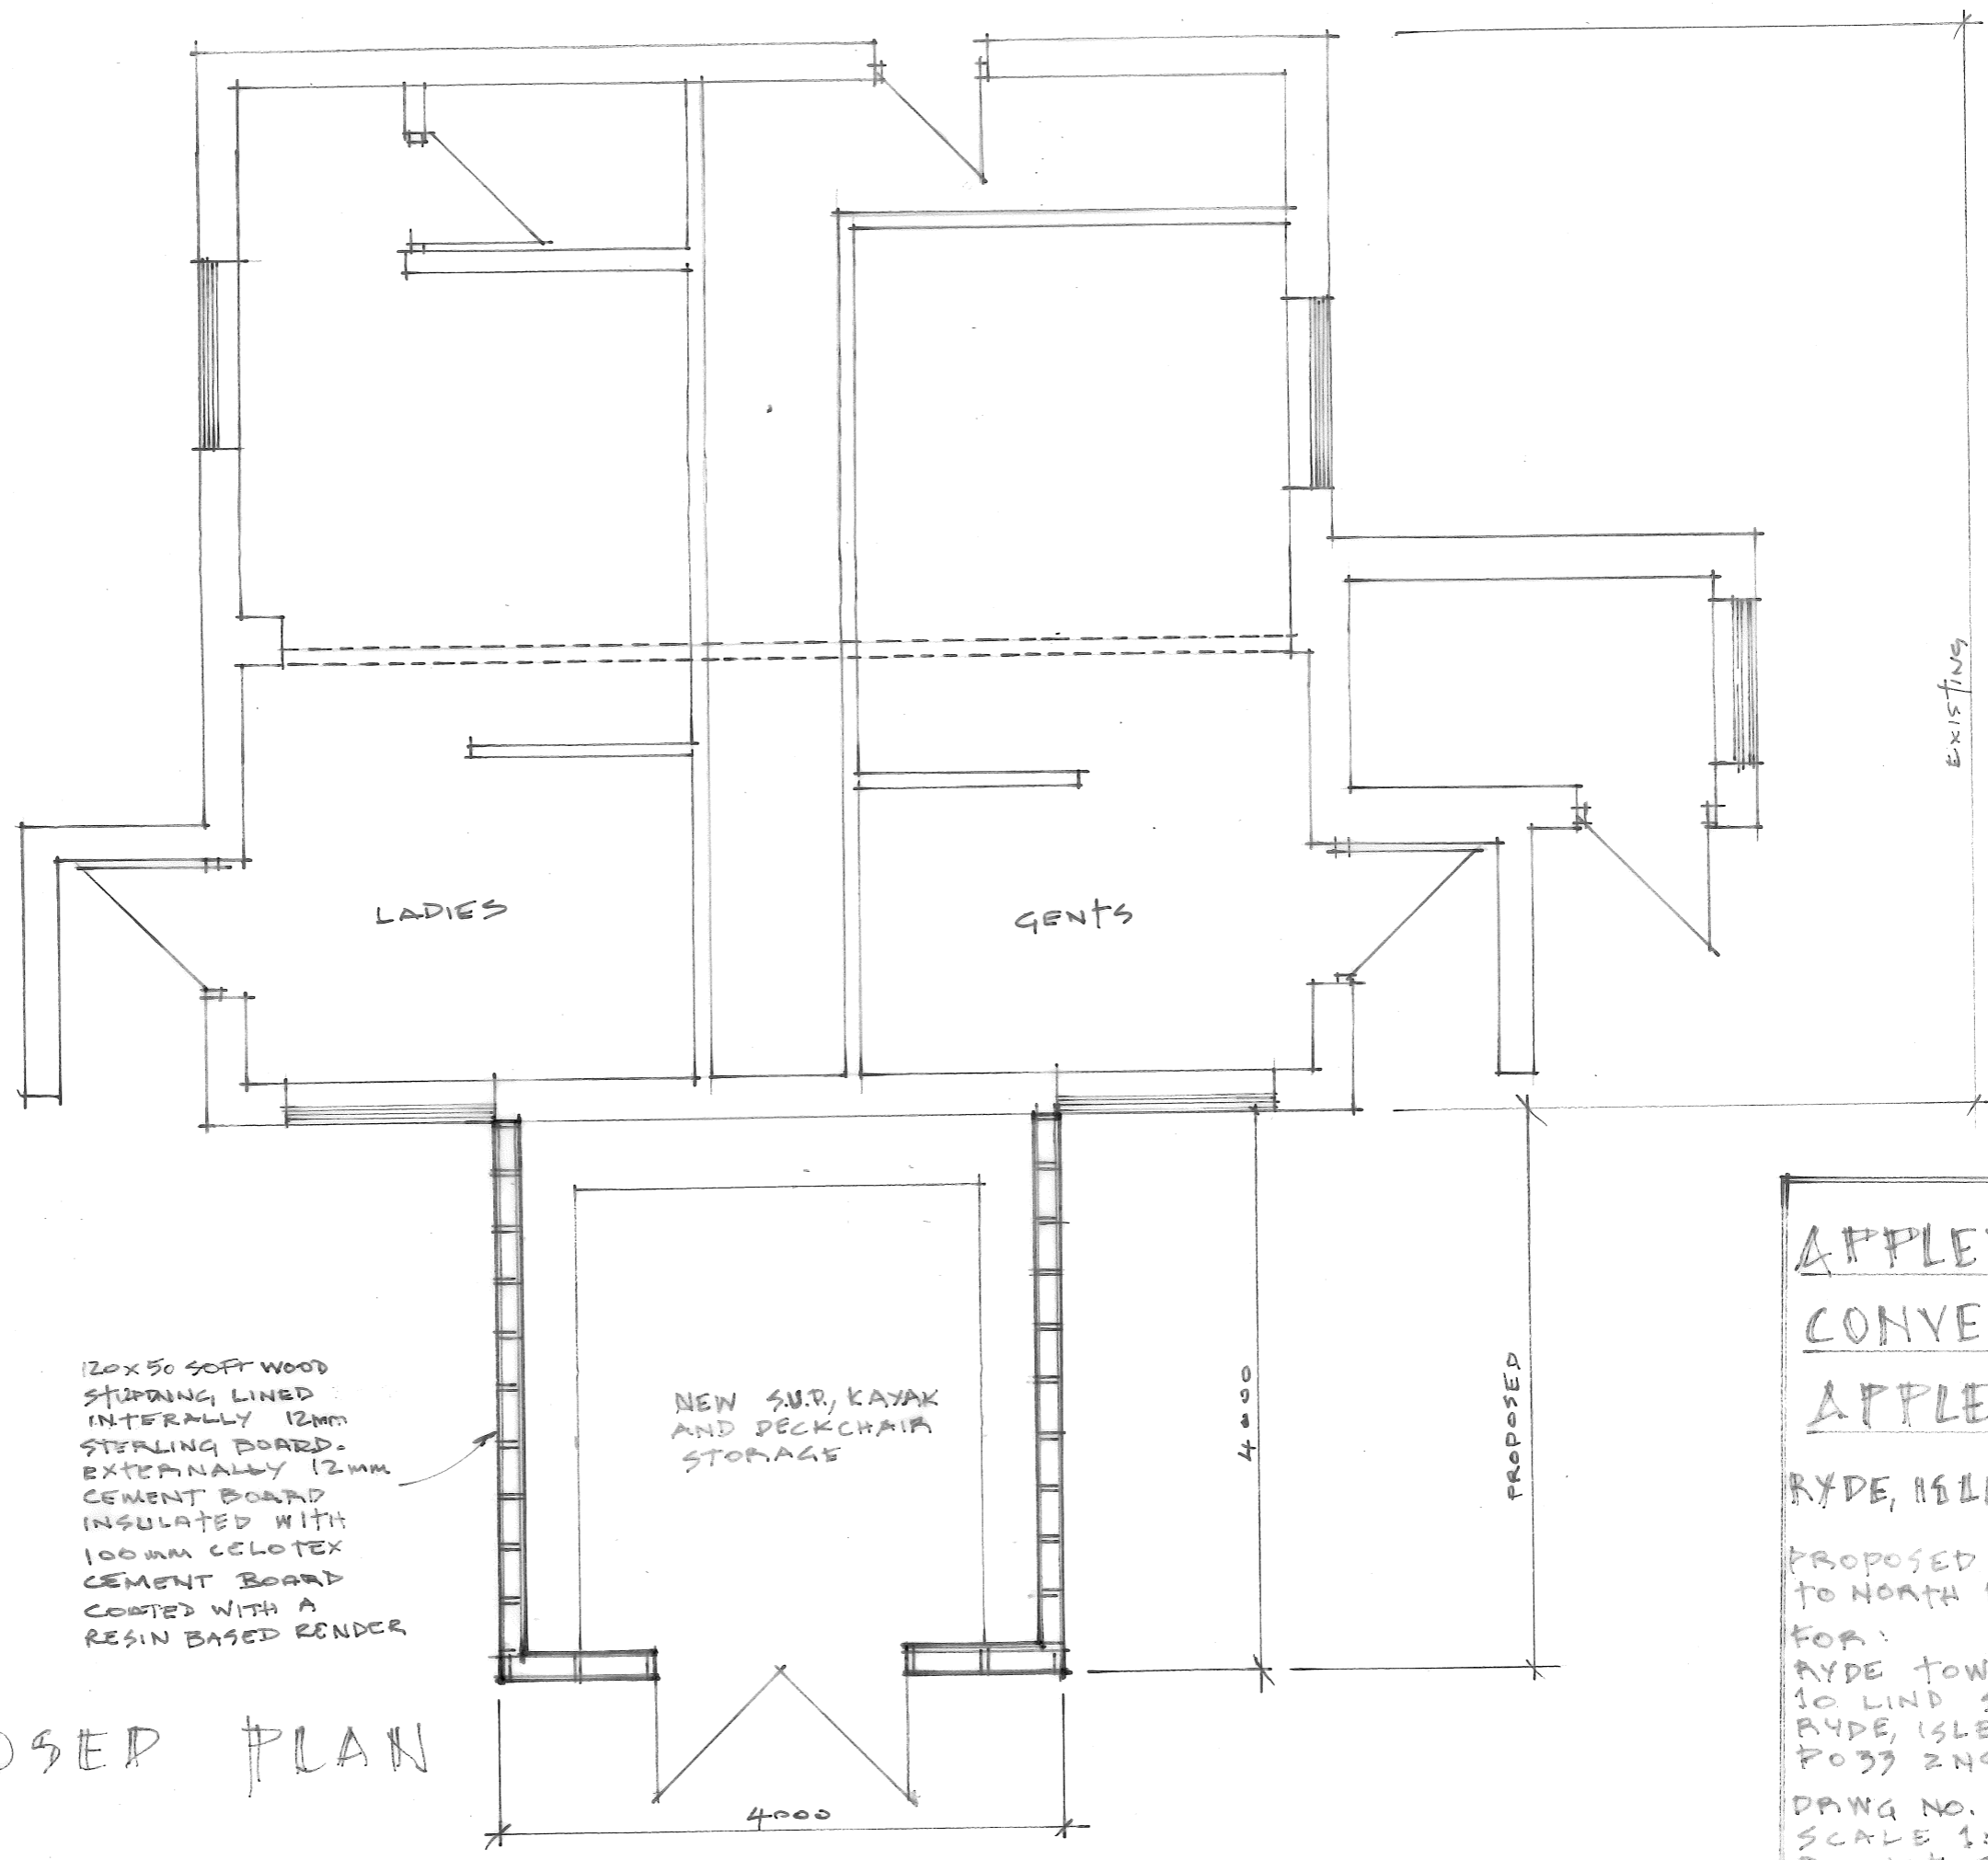 EXISTING
LADIES
GENTS
120 x 50 SOFT WOOD
STUDDING LINED
INTERALLY 12mm
STERLING BOARD.
EXTERNALLY 12mm
CEMENT BOARD
INSULATED WITH
100mm CELOTEX
CEMENT BOARD
COATED WITH A
RESIN BASED RENDER
NEW S.U.P., KAYAK
AND DECKCHAIR
STORAGE
4000
PROPOSED
4000
OSED PLAN
APPLE
CONVE
APPLE
RYDE, ISL
PROPOSED
TO NORTH
FOR:
RYDE TOW
10 LIND
RYDE, ISLE
PO33 2N
DRWG NO.
SCALE 1: